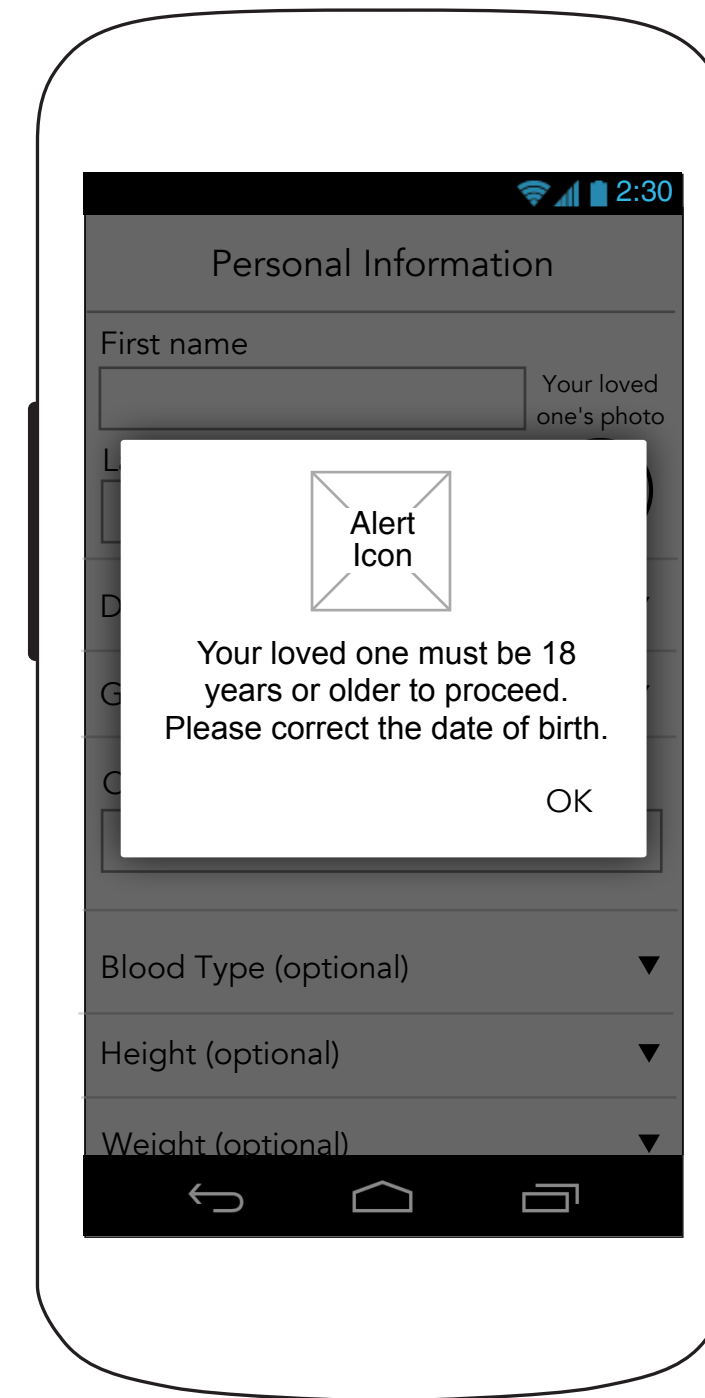 2:30
Personal Information
First name
Your loved
one's photo
Alert
Icon
Your loved one must be 18
years or older to proceed.
Please correct the date of birth.
OK
Blood Type (optional)
Height (optional)
Weight (optional)